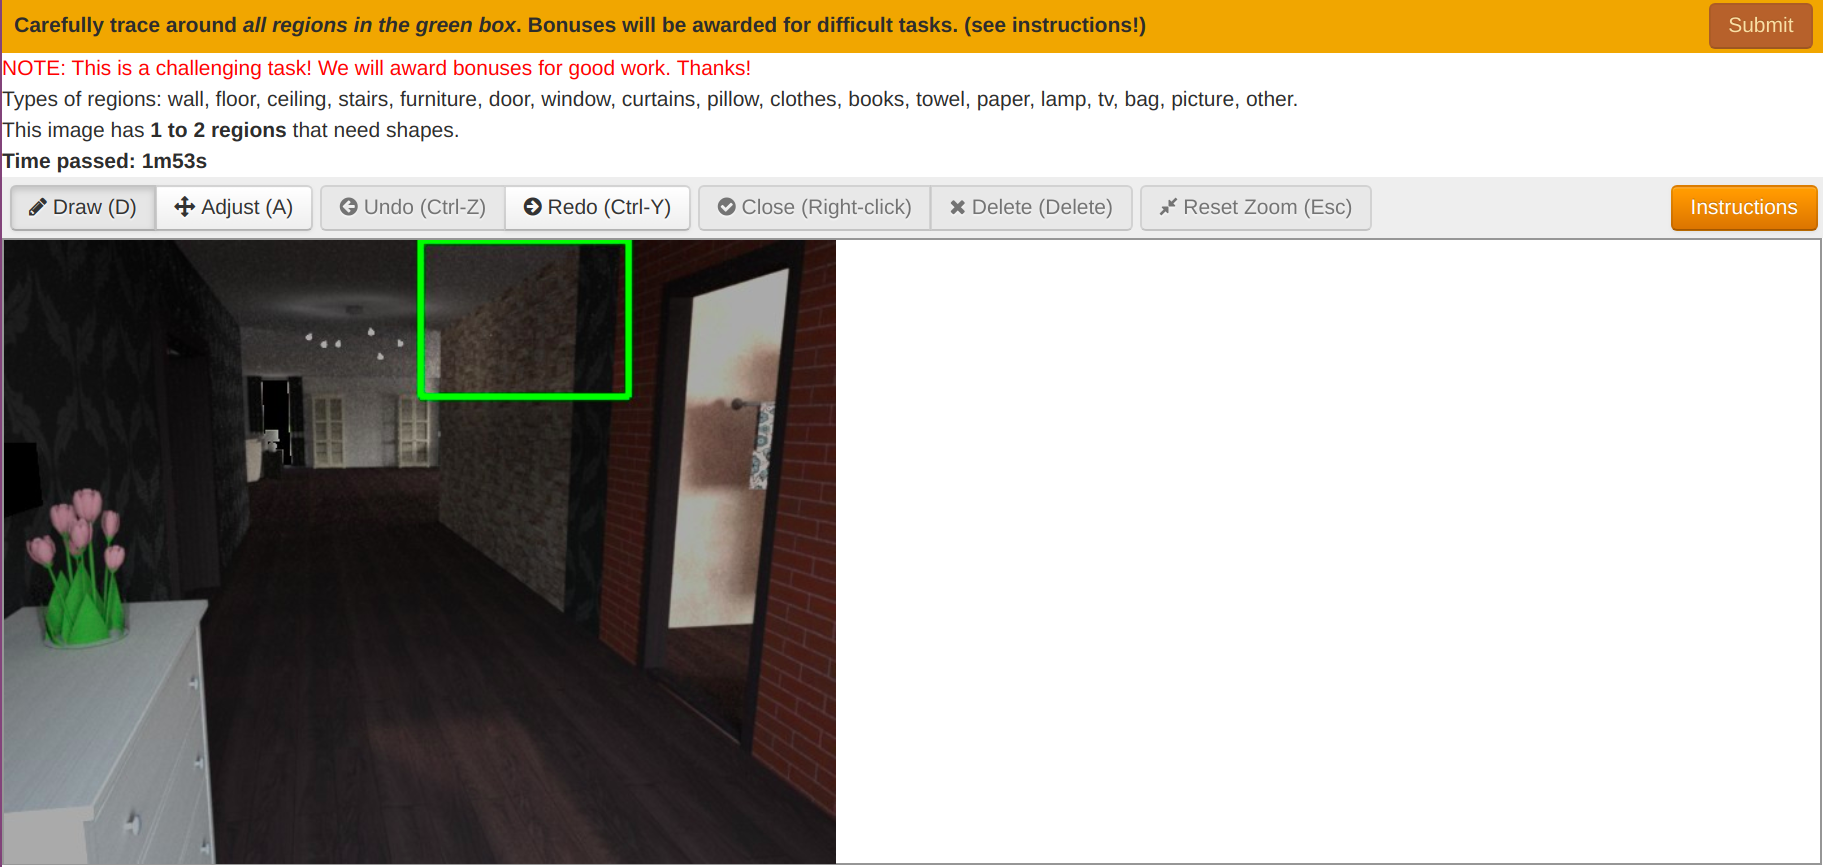 Carefully trace around all regions in the green box. Bonuses will be awarded for difficult tasks. (see instructions!)
Submit
NOTE: This is a challenging task! We will award bonuses for good work. Thanks!
Types of regions: wall, floor, ceiling, stairs, furniture, door, window, curtains, pillow, clothes, books, towel, paper, lamp, tv, bag, picture, other.
This image has 1 to 2 regions that need shapes.
Time passed: 1m53s
Draw (D) Adjust (A) Undo (Ctrl-Z) Redo (Ctrl-Y) Close (Right-click) Delete (Delete) Reset Zoom (Esc) Instructions